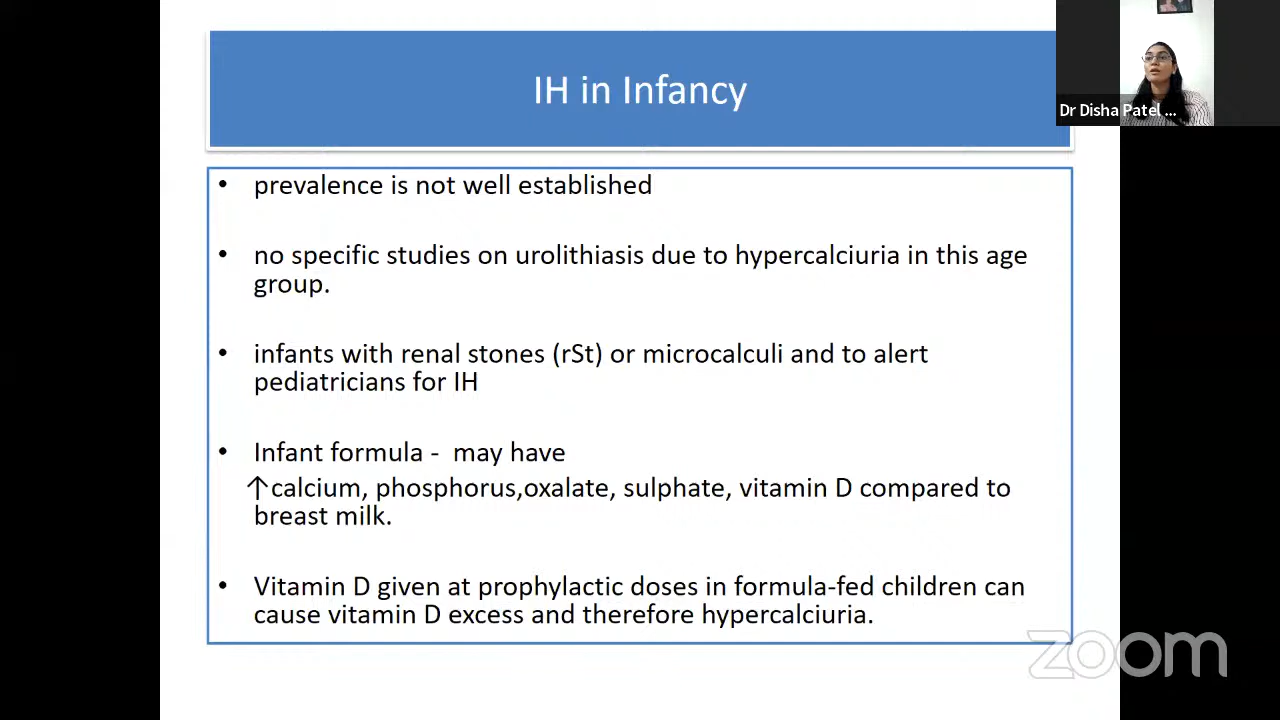 IH in Infancy
Dr Disha Patel ...
• prevalence is not well established
• no specific studies on urolithiasis due to hypercalciuria in this age
group.
• infants with renal stones (rSt) or microcalculi and to alert
pediatricians for IH
• Infant formula - may have
↑calcium, phosphorus,oxalate, sulphate, vitamin D compared to
breast milk.
• Vitamin D given at prophylactic doses in formula-fed children can
cause vitamin D excess and therefore hypercalciuria.
zoom